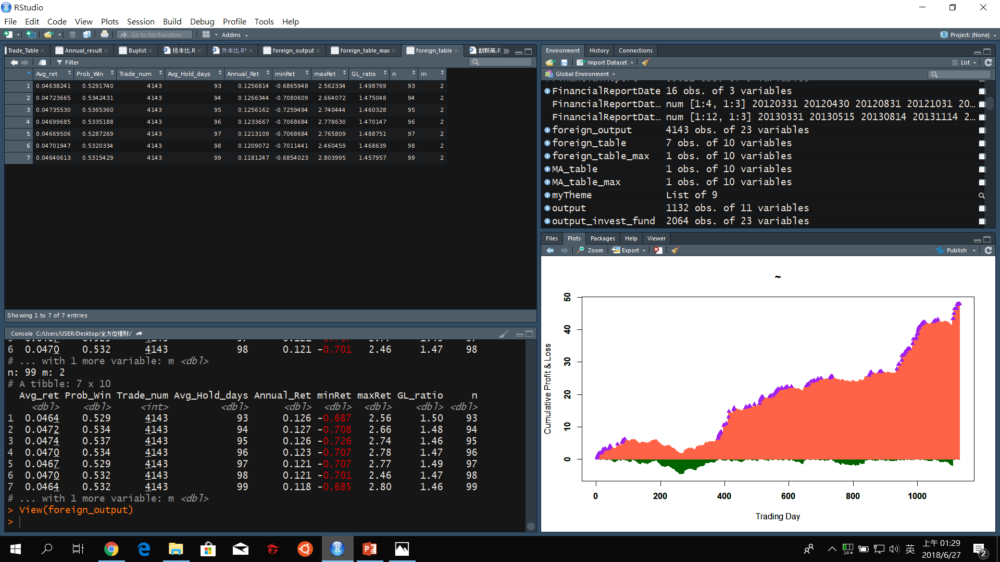 RStudio
File Edit Code View Plots Session Build Debug Profile Tools Help
Go to file/function Addins Project: (None)
Trade_Table Annual_result Buylist 投本比.R 外本比.R* foreign_output foreign_table_max foreign_table 創新高.R
Filter
Avg_ret Prob_Win Trade_num Avg_Hold_days Annual_Ret minRet maxRet GL_ratio n m
1 0.04638241 0.5291740 4143 93 0.1256814 -0.6865948 2.562334 1.498769 93 2
2 0.04723665 0.5342431 4143 94 0.1266344 -0.7080609 2.664072 1.475048 94 2
3 0.04735530 0.5365360 4143 95 0.1256162 -0.7259494 2.740444 1.460328 95 2
4 0.04699685 0.5335188 4143 96 0.1233667 -0.7068684 2.778630 1.470147 96 2
5 0.04669506 0.5287269 4143 97 0.1213109 -0.7068684 2.765809 1.488751 97 2
6 0.04701947 0.5320334 4143 98 0.1209072 -0.7011441 2.460459 1.468639 98 2
7 0.04640613 0.5315429 4143 99 0.1181247 -0.6854023 2.803995 1.457957 99 2
Showing 1 to 7 of 7 entries
Console C:/Users/USER/Desktop/全方位理財/
6 0.0470 0.532 4143 98 0.121 -0.701 2.46 1.47 98
# ... with 1 more variable: m <dbl>
n: 99 m: 2
# A tibble: 7 x 10
Avg_ret Prob_Win Trade_num Avg_Hold_days Annual_Ret minRet maxRet GL_ratio n
<dbl> <dbl> <int> <dbl> <dbl> <dbl> <dbl> <dbl> <dbl>
1 0.0464 0.529 4143 93 0.126 -0.687 2.56 1.50 93
2 0.0472 0.534 4143 94 0.127 -0.708 2.66 1.48 94
3 0.0474 0.537 4143 95 0.126 -0.726 2.74 1.46 95
4 0.0470 0.534 4143 96 0.123 -0.707 2.78 1.47 96
5 0.0467 0.529 4143 97 0.121 -0.707 2.77 1.49 97
6 0.0470 0.532 4143 98 0.121 -0.701 2.46 1.47 98
7 0.0464 0.532 4143 99 0.118 -0.685 2.80 1.46 99
# ... with 1 more variable: m <dbl>
> View(foreign_output)
>
Environment History Connections
Import Dataset List
Global Environment
FinancialReportDate 16 obs. of 3 variables
FinancialReportDat… num [1:4, 1:3] 20120331 20120430 20120831 20121031 20…
FinancialReportDat… num [1:12, 1:3] 20130331 20130515 20130814 20131114 2…
foreign_output 4143 obs. of 23 variables
foreign_table 7 obs. of 10 variables
foreign_table_max 1 obs. of 10 variables
MA_table 1 obs. of 10 variables
MA_table_max 1 obs. of 10 variables
myTheme List of 9
output 1132 obs. of 11 variables
output_invest_fund 2064 obs. of 23 variables
Files Plots Packages Help Viewer
Zoom Export Publish
~
Cumulative Profit & Loss
50
40
30
20
10
0
0 200 400 600 800 1000
Trading Day
英
上午 01:29
2018/6/27
2